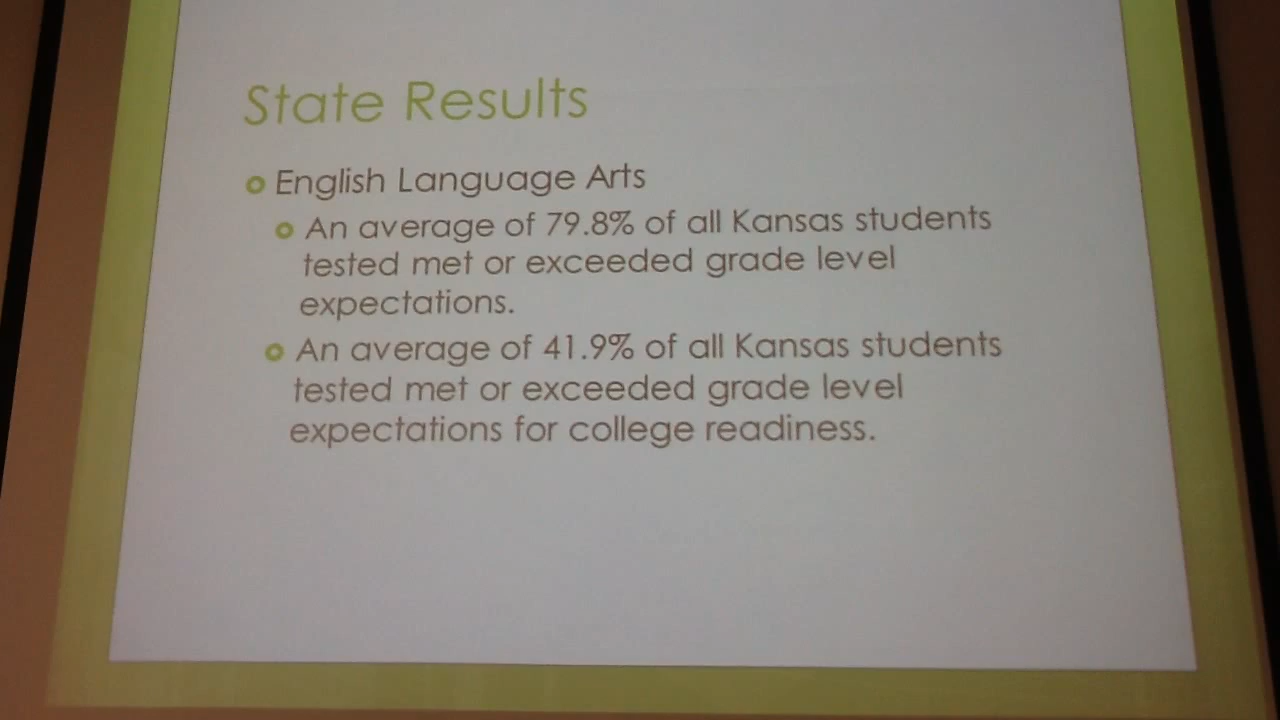 State Results
English Language Arts
An average of 79.8% of all Kansas students
tested met or exceeded grade level
expectations.
An average of 41.9% of all Kansas students
tested met or exceeded grade level
expectations for college readiness.